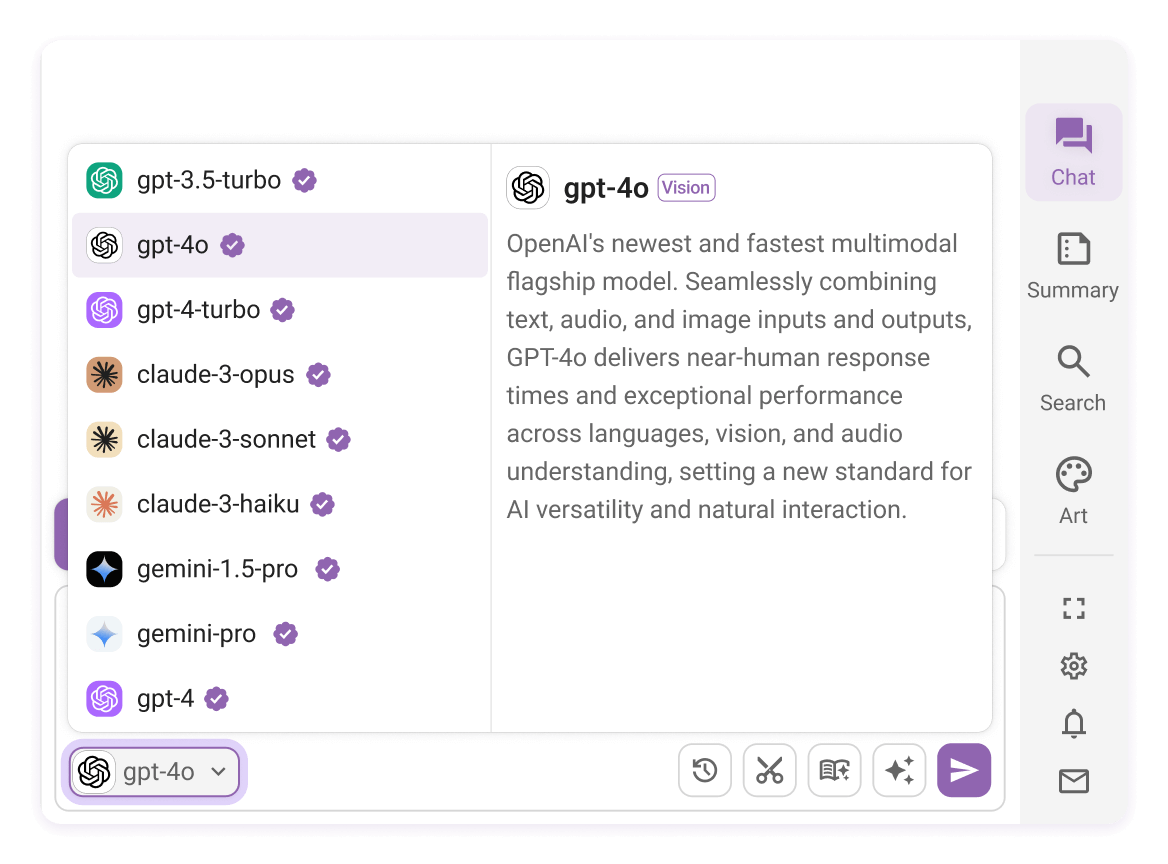 gpt-3.5-turbo
gpt-4o
gpt-4-turbo
claude-3-opus
claude-3-sonnet
claude-3-haiku
gemini-1.5-pro
gemini-pro
gpt-4
gpt-4o Vision
OpenAI's newest and fastest multimodal
flagship model. Seamlessly combining
text, audio, and image inputs and outputs,
GPT-4o delivers near-human response
times and exceptional performance
across languages, vision, and audio
understanding, setting a new standard for
AI versatility and natural interaction.
gpt-4o
Chat
Summary
Search
Art